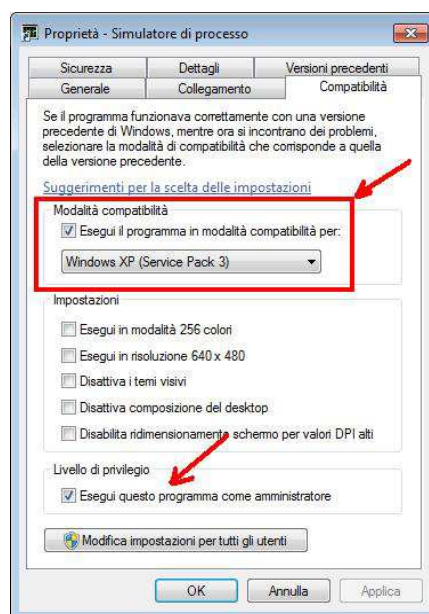 Proprietà - Simulatore di processo
Sicurezza
Dettagli
Versioni precedenti
Generale
Collegamento
Compatibilità
Se il programma funzionava correttamente con una versione
precedente di Windows, mentre ora si incontrano dei problemi,
selezionare la modalità di compatibilità che corrisponde a quella
della versione precedente.
Suggerimenti per la scelta delle impostazioni
Modalità compatibilità
Esegui il programma in modalità compatibilità per:
Windows XP (Service Pack 3)
Impostazioni
Esegui in modalità 256 colori
Esegui in risoluzione 640 x 480
Disattiva i temi visivi
Disattiva composizione del desktop
Disabilita ridimensionamento schermo per valori DPI alti
Livello di privilegio
Esegui questo programma come amministratore
Modifica impostazioni per tutti gli utenti
OK
Annulla
Applica